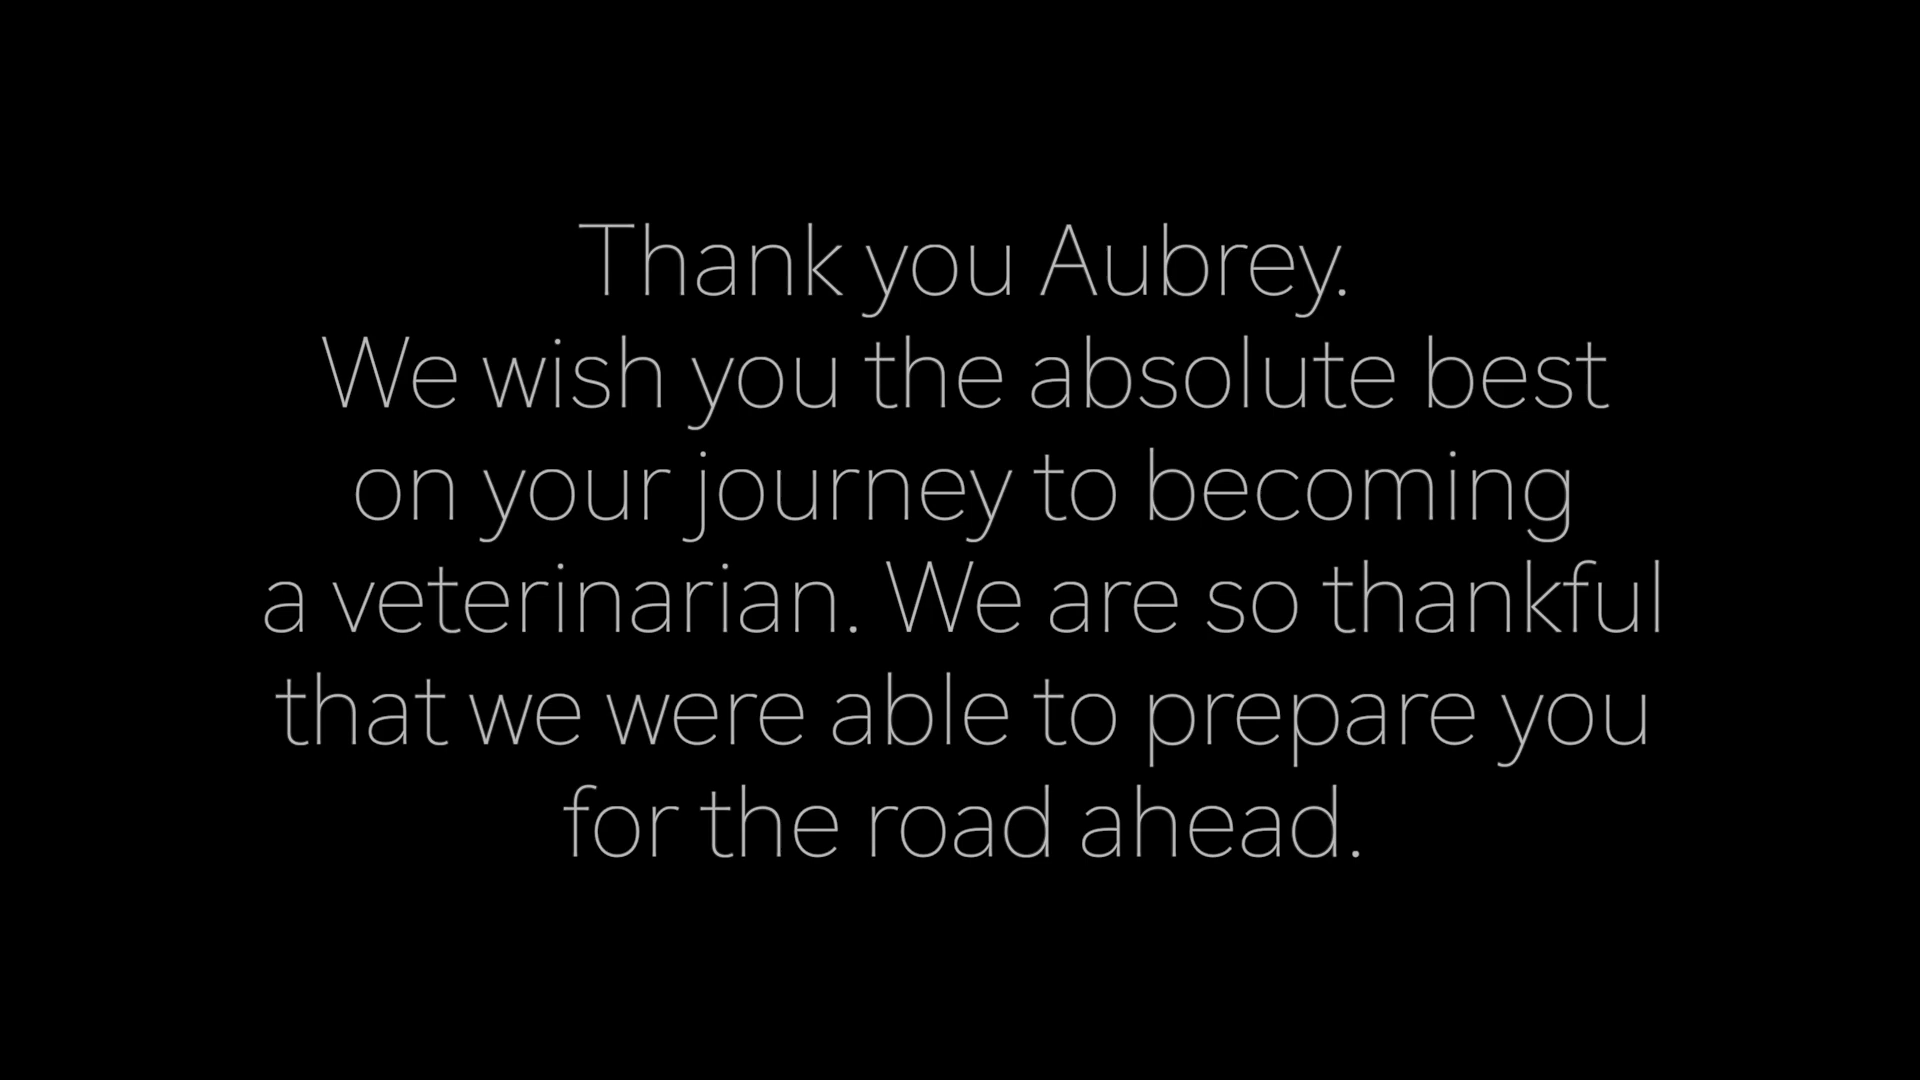 Thank you Aubrey.
We wish you the absolute best
on your journey to becoming
a veterinarian. We are so thankful
that we were able to prepare you
for the road ahead.